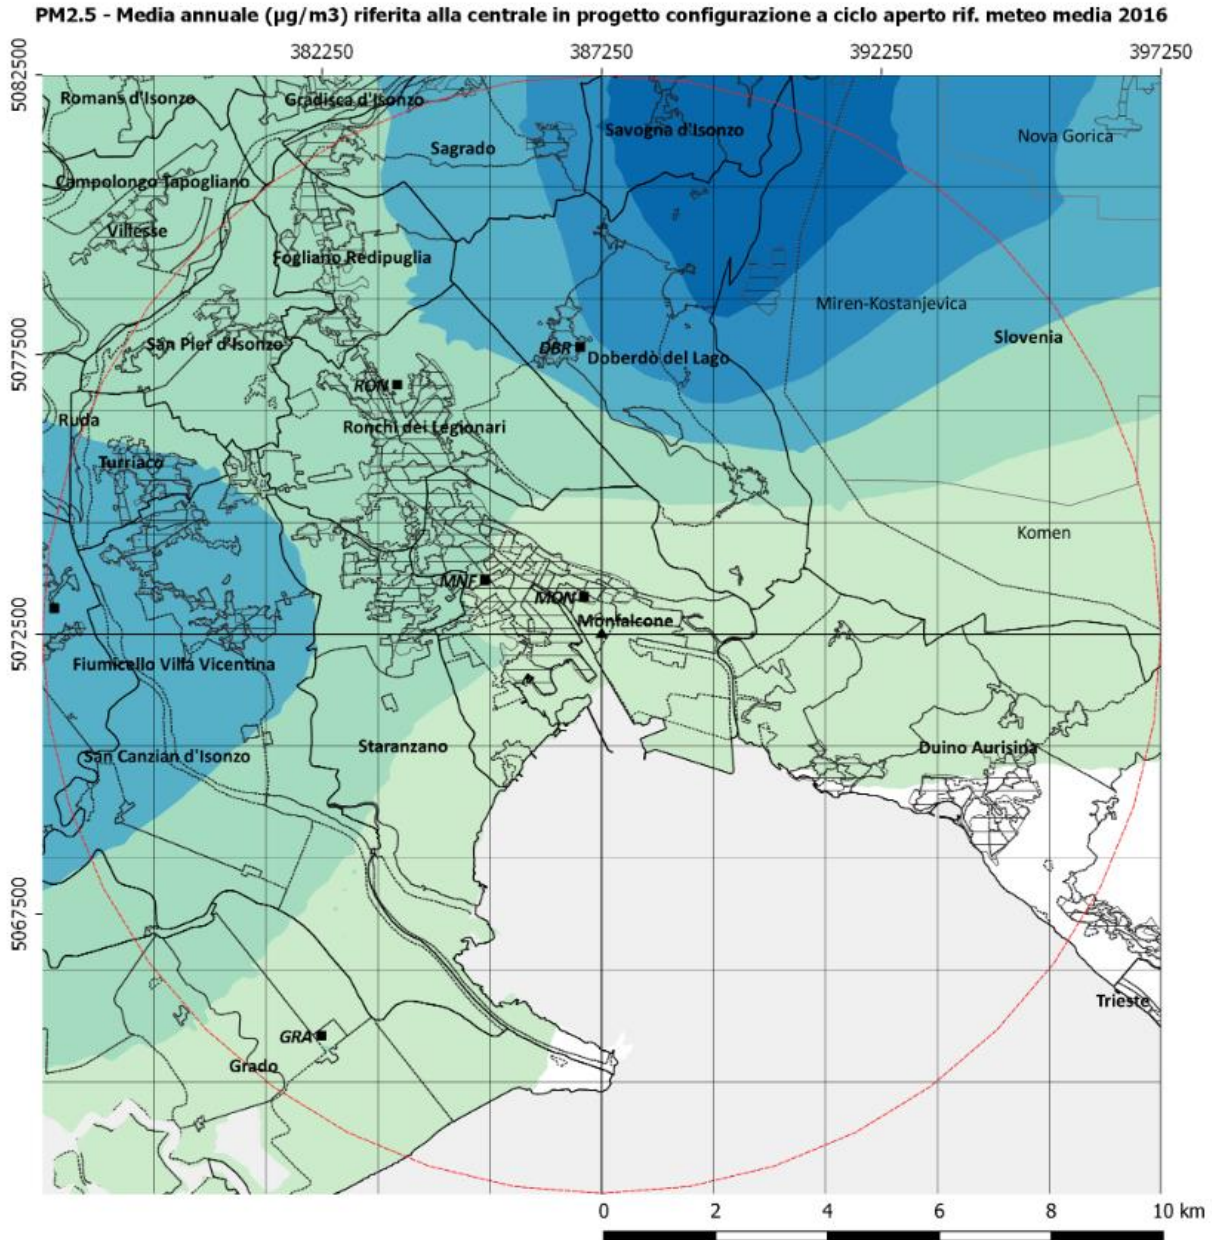 PM2.5 - Media annuale (µg/m3) riferita alla centrale in progetto configurazione a ciclo aperto rif. meteo media 2016
382250 387250 392250 397250
5082500
Romans d'Isonzo
Gradisca d'Isonzo
Savogna d'Isonzo
Nova Gorica
Sagrado
Campolongo Tapogliano
Villesse
Fogliano Redipuglia
Miren-Kostanjevica
Slovenia
San Pier d'Isonzo
DBR
Doberdò del Lago
5077500
RON
Ruda
Ronchi dei Legionari
Turriaco
Komen
MNF
MON
Monfalcone
5072500
Fiumicello Villa Vicentina
Staranzano
Duino Aurisina
San Canzian d'Isonzo
5067500
Trieste
GRA
Grado
0 2 4 6 8 10 km